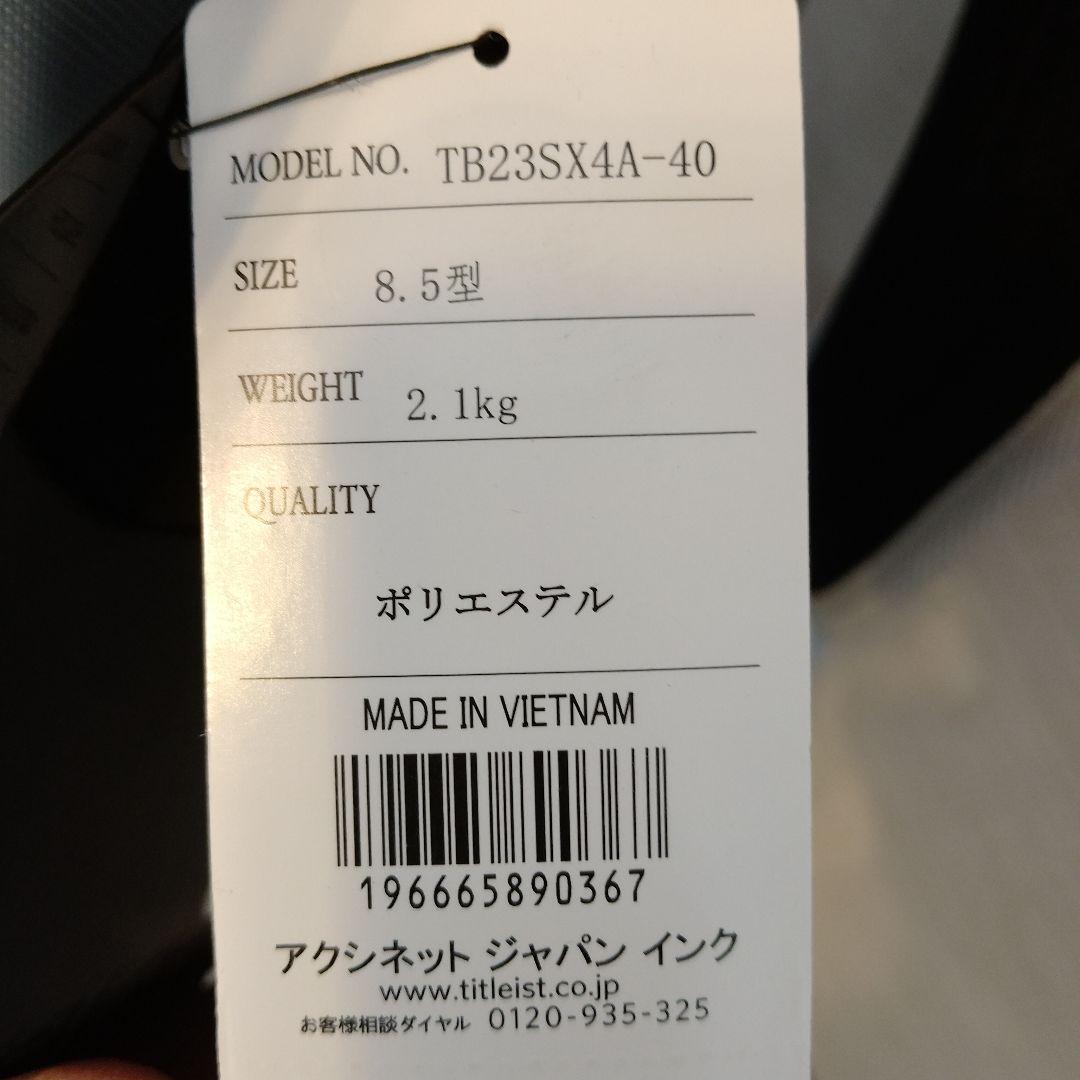 MODEL NO. TB23SX4A-40
SIZE 8.5型
WEIGHT 2.1kg
QUALITY
ポリエステル
MADE IN VIETNAM
196665890367
アクシネット ジャパン インク
www.titleist.co.jp
お客様相談ダイヤル 0120-935-325